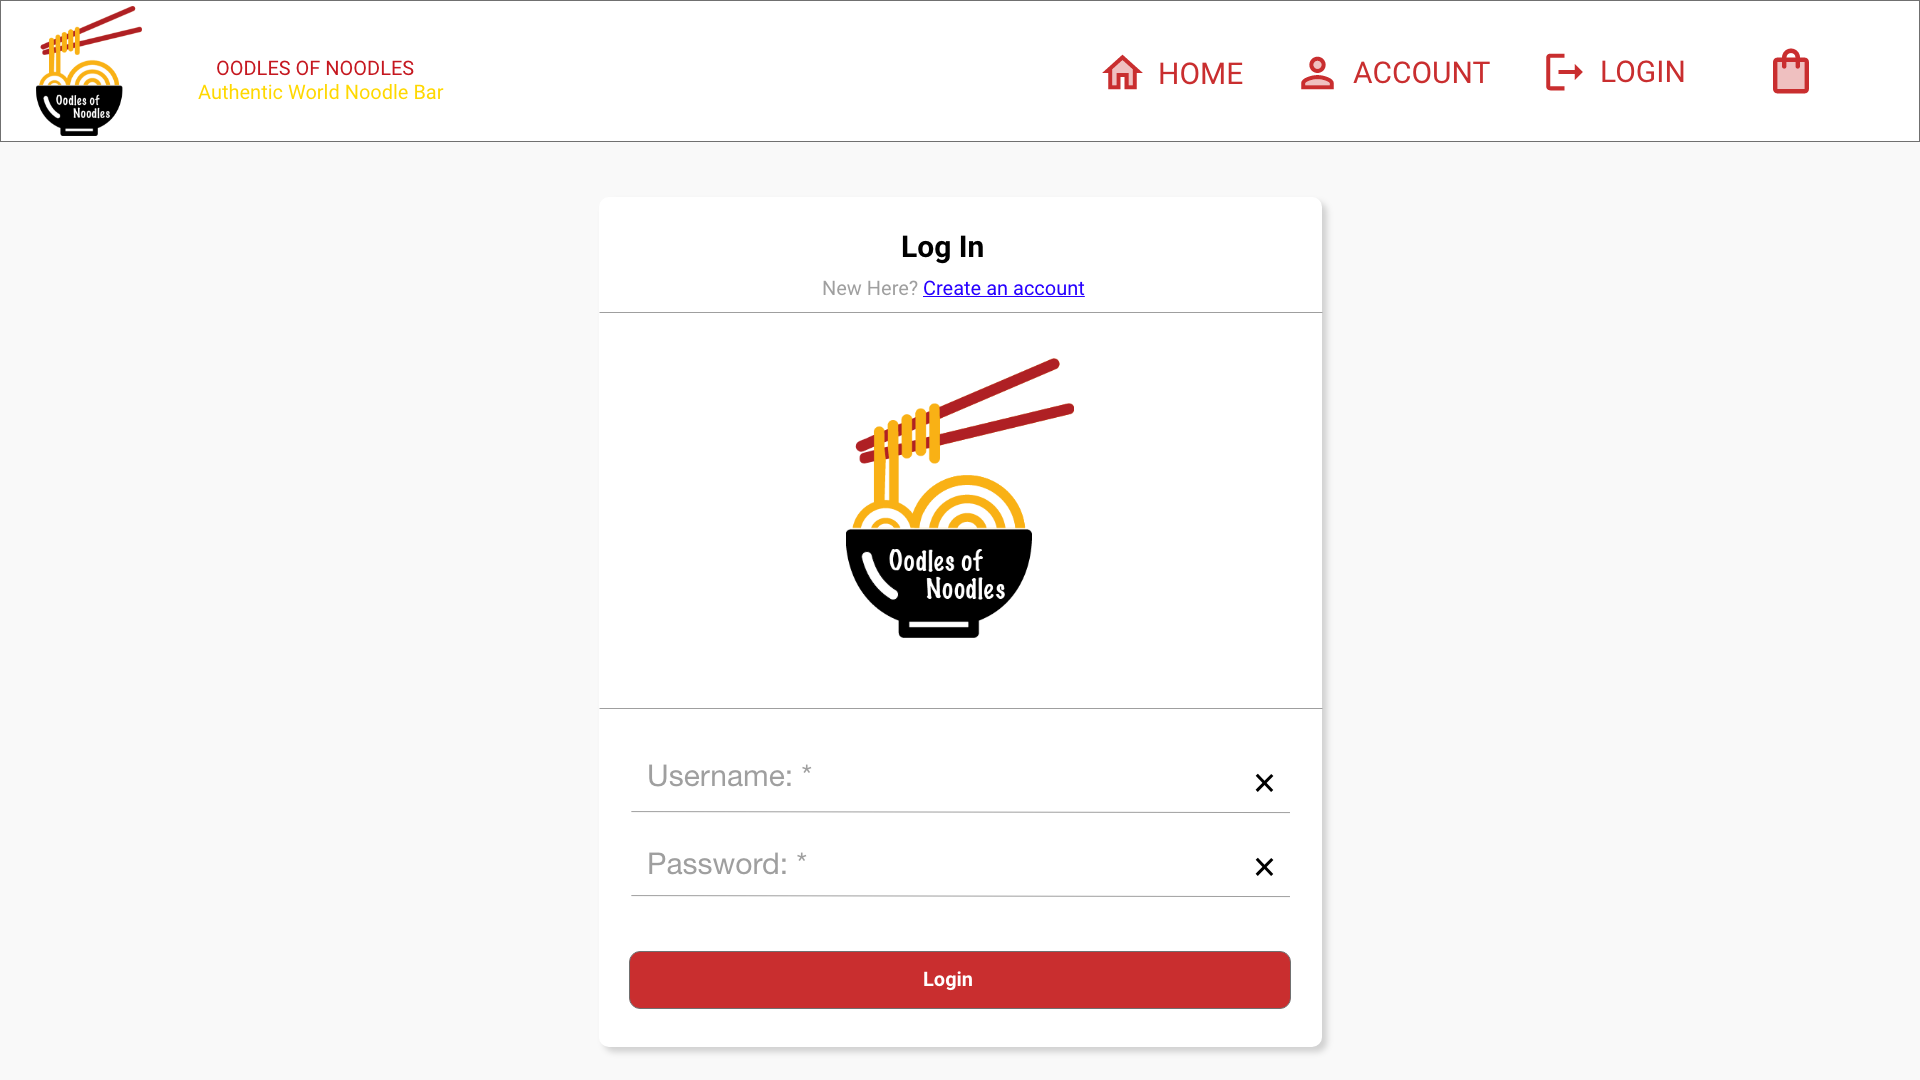 Oodles of
Noodles
OODLES OF NOODLES
Authentic World Noodle Bar
HOME
ACCOUNT
LOGIN
Log In
New Here? Create an account
Oodles of
Noodles
Username: *
Password: *
Login